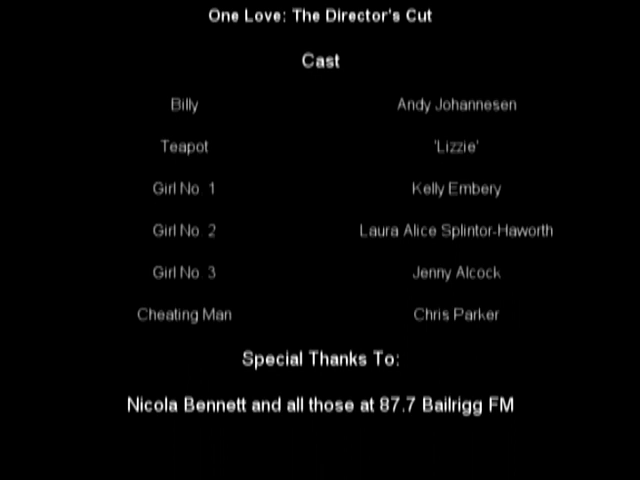 One Love: The Director's Cut
Cast
Billy Andy Johannesen
Teapot 'Lizzie'
Girl No 1 Kelly Embery
Girl No 2 Laura Alice Splintor-Haworth
Girl No 3 Jenny Alcock
Cheating Man Chris Parker
Special Thanks To:
Nicola Bennett and all those at 87.7 Bailrigg FM